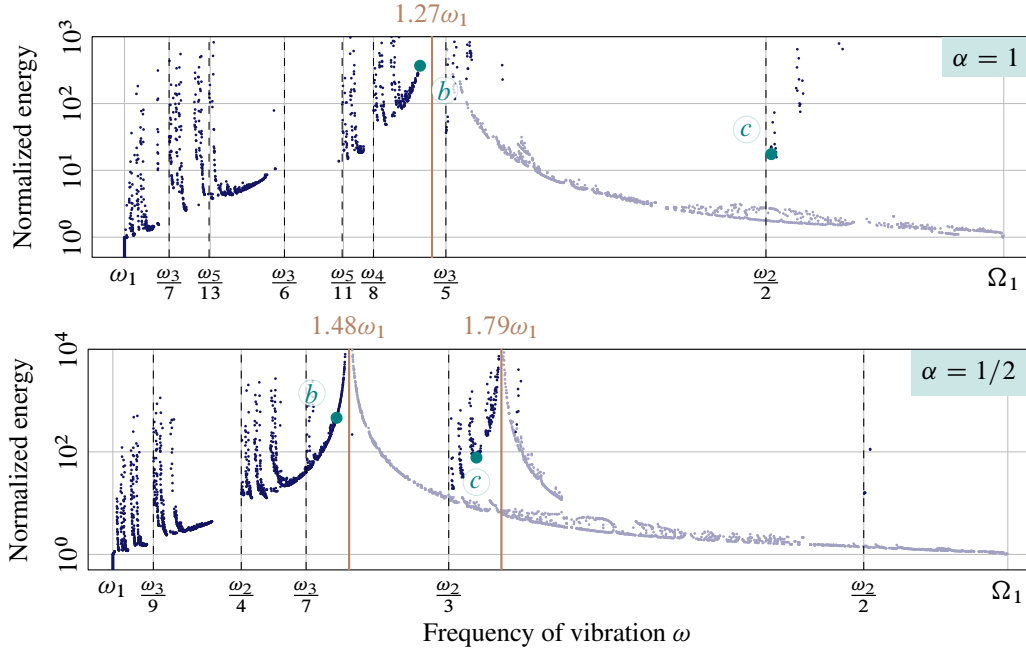 1.27ω₁
Normalized energy
10³
10²
10¹
10⁰
α = 1
b
c
ω₁
ω₃/7
ω₅/13
ω₃/6
ω₅/11
ω₄/8
ω₃/5
ω₂/2
Ω₁
1.48ω₁
1.79ω₁
Normalized energy
10⁴
10²
10⁰
α = 1/2
b
c
ω₁
ω₃/9
ω₂/4
ω₃/7
ω₂/3
ω₂/2
Ω₁
Frequency of vibration ω